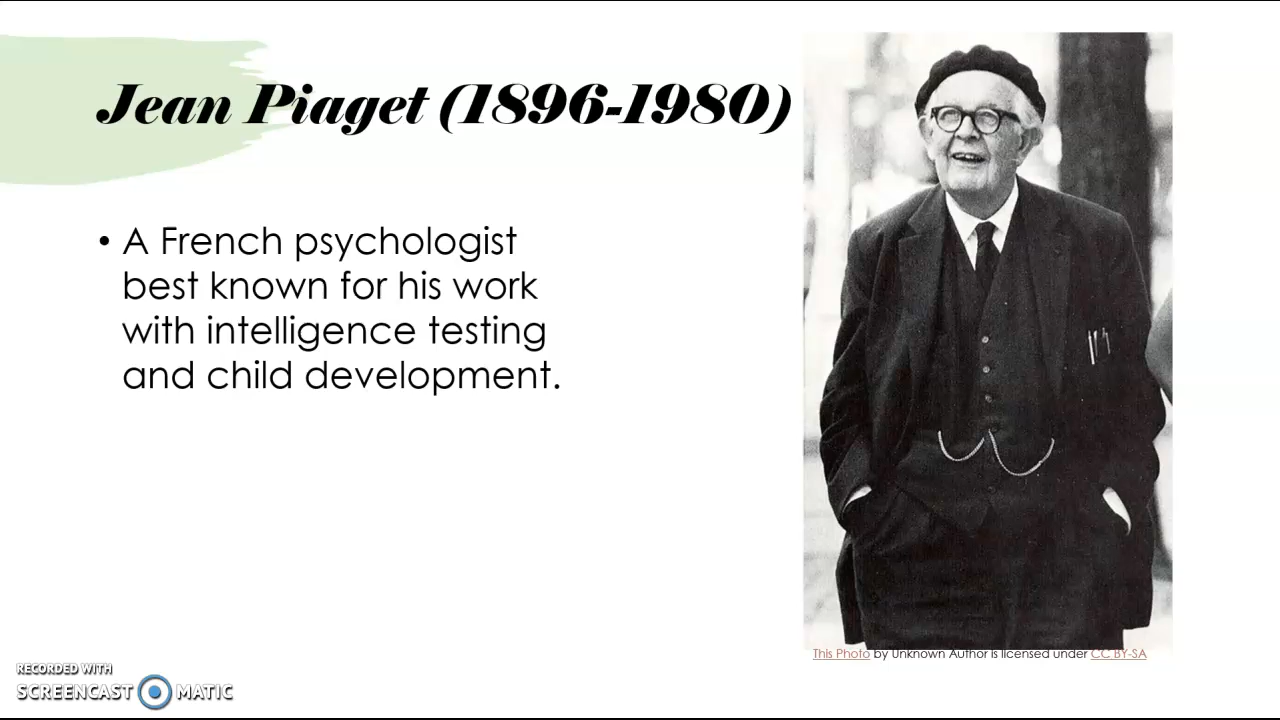 Jean Piaget (1896-1980)
• A French psychologist
best known for his work
with intelligence testing
and child development.
This Photo by Unknown Author is licensed under CC BY-SA
RECORDED WITH
SCREENCAST MATIC